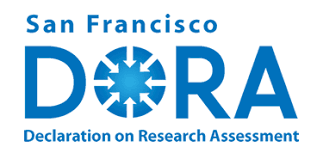 San Francisco
DORA
Declaration on Research Assessment